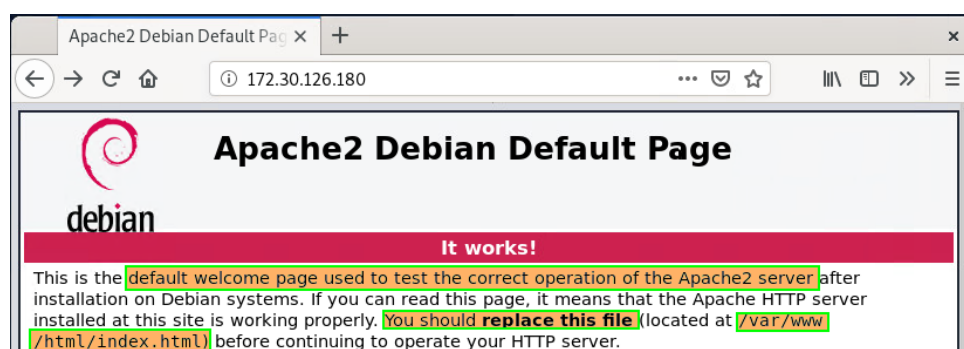 Apache2 Debian Default Pag
172.30.126.180
debian
Apache2 Debian Default Page
It works!
This is the default welcome page used to test the correct operation of the Apache2 server after
installation on Debian systems. If you can read this page, it means that the Apache HTTP server
installed at this site is working properly. You should replace this file (located at /var/www
/html/index.html) before continuing to operate your HTTP server.